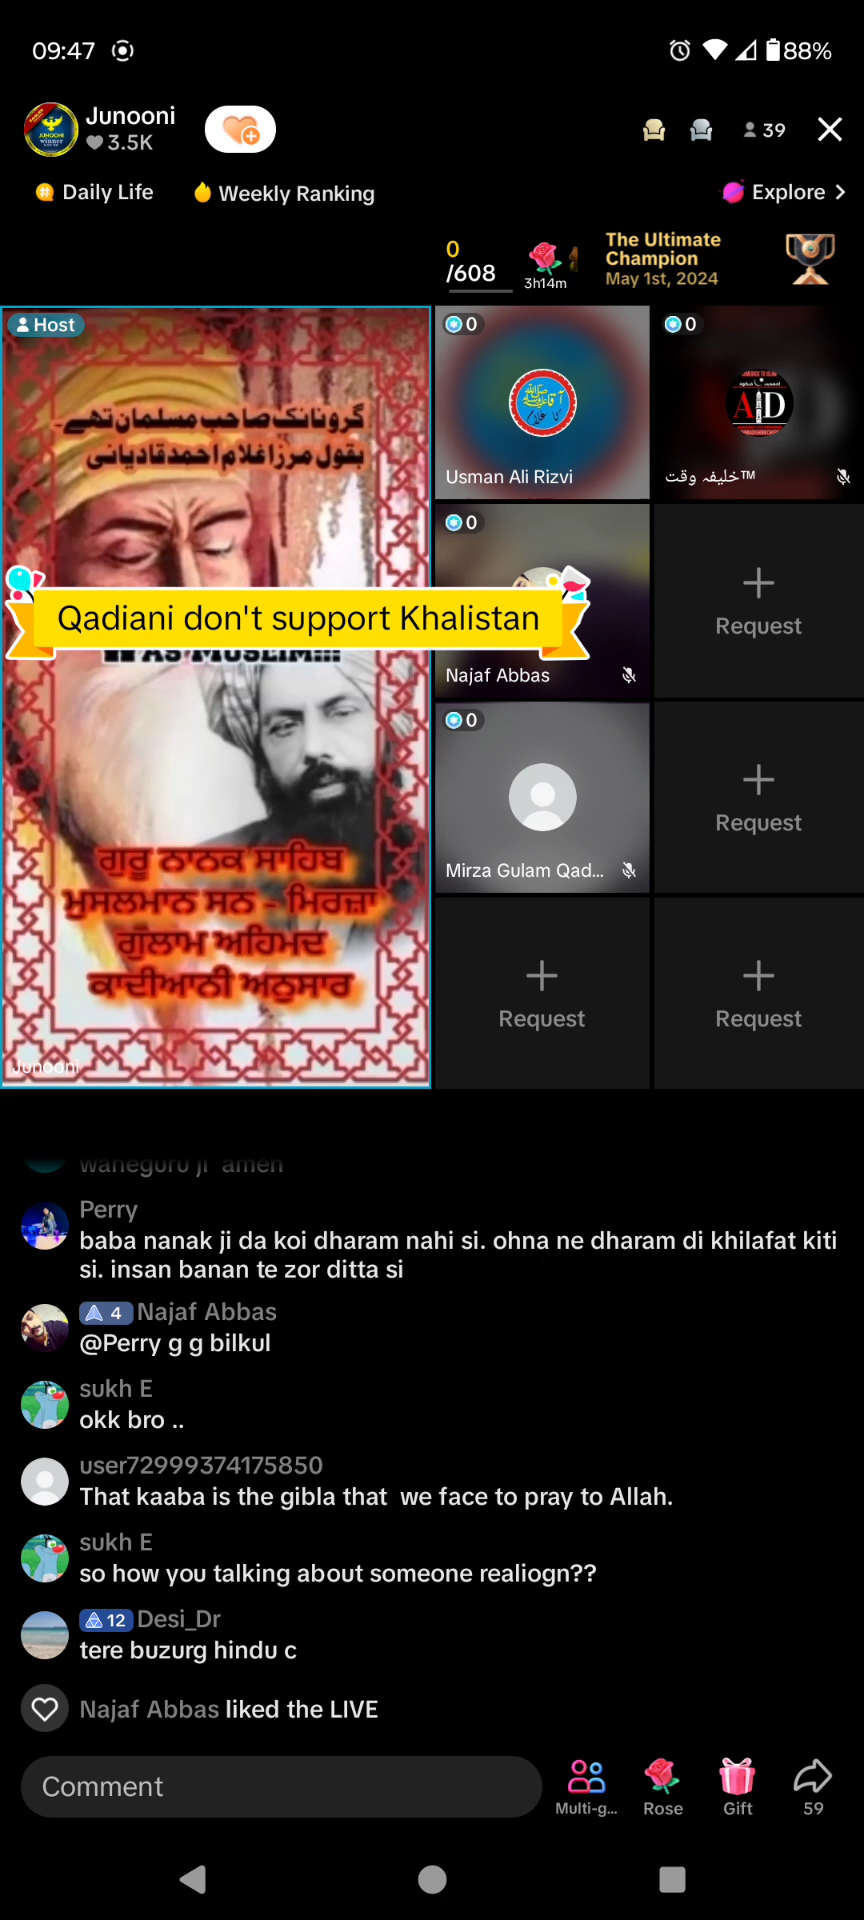 09:47
88%
Junooni
3.5K
39
Daily Life
Weekly Ranking
Explore
0
/608
3h14m
The Ultimate
Champion
May 1st, 2024
Host
گرونانک صاحب مسلمان تھے۔
بقول مرزا غلام احمد قادیانی
Qadiani don't support Khalistan
WAS MUSLIM...
ਗੁਰੂ ਨਾਨਕ ਸਾਹਿਬ
ਮੁਸਲਮਾਨ ਸਨ - ਮਿਰਜ਼ਾ
ਗੁਲਾਮ ਅਹਿਮਦ
ਕਾਦੀਆਨੀ ਅਨੁਸਾਰ
Junooni
0
Usman Ali Rizvi
0
AD
خلیفہ وقت™
0
Najaf Abbas
Request
0
Mirza Gulam Qad...
Request
Request
Request
waheguru ji amen
Perry
baba nanak ji da koi dharam nahi si. ohna ne dharam di khilafat kiti
si. insan banan te zor ditta si
4 Najaf Abbas
@Perry g g bilkul
sukh E
okk bro ..
user72999374175850
That kaaba is the gibla that we face to pray to Allah.
sukh E
so how you talking about someone realiogn??
12 Desi_Dr
tere buzurg hindu c
Najaf Abbas liked the LIVE
Comment
Multi-g...
Rose
Gift
59